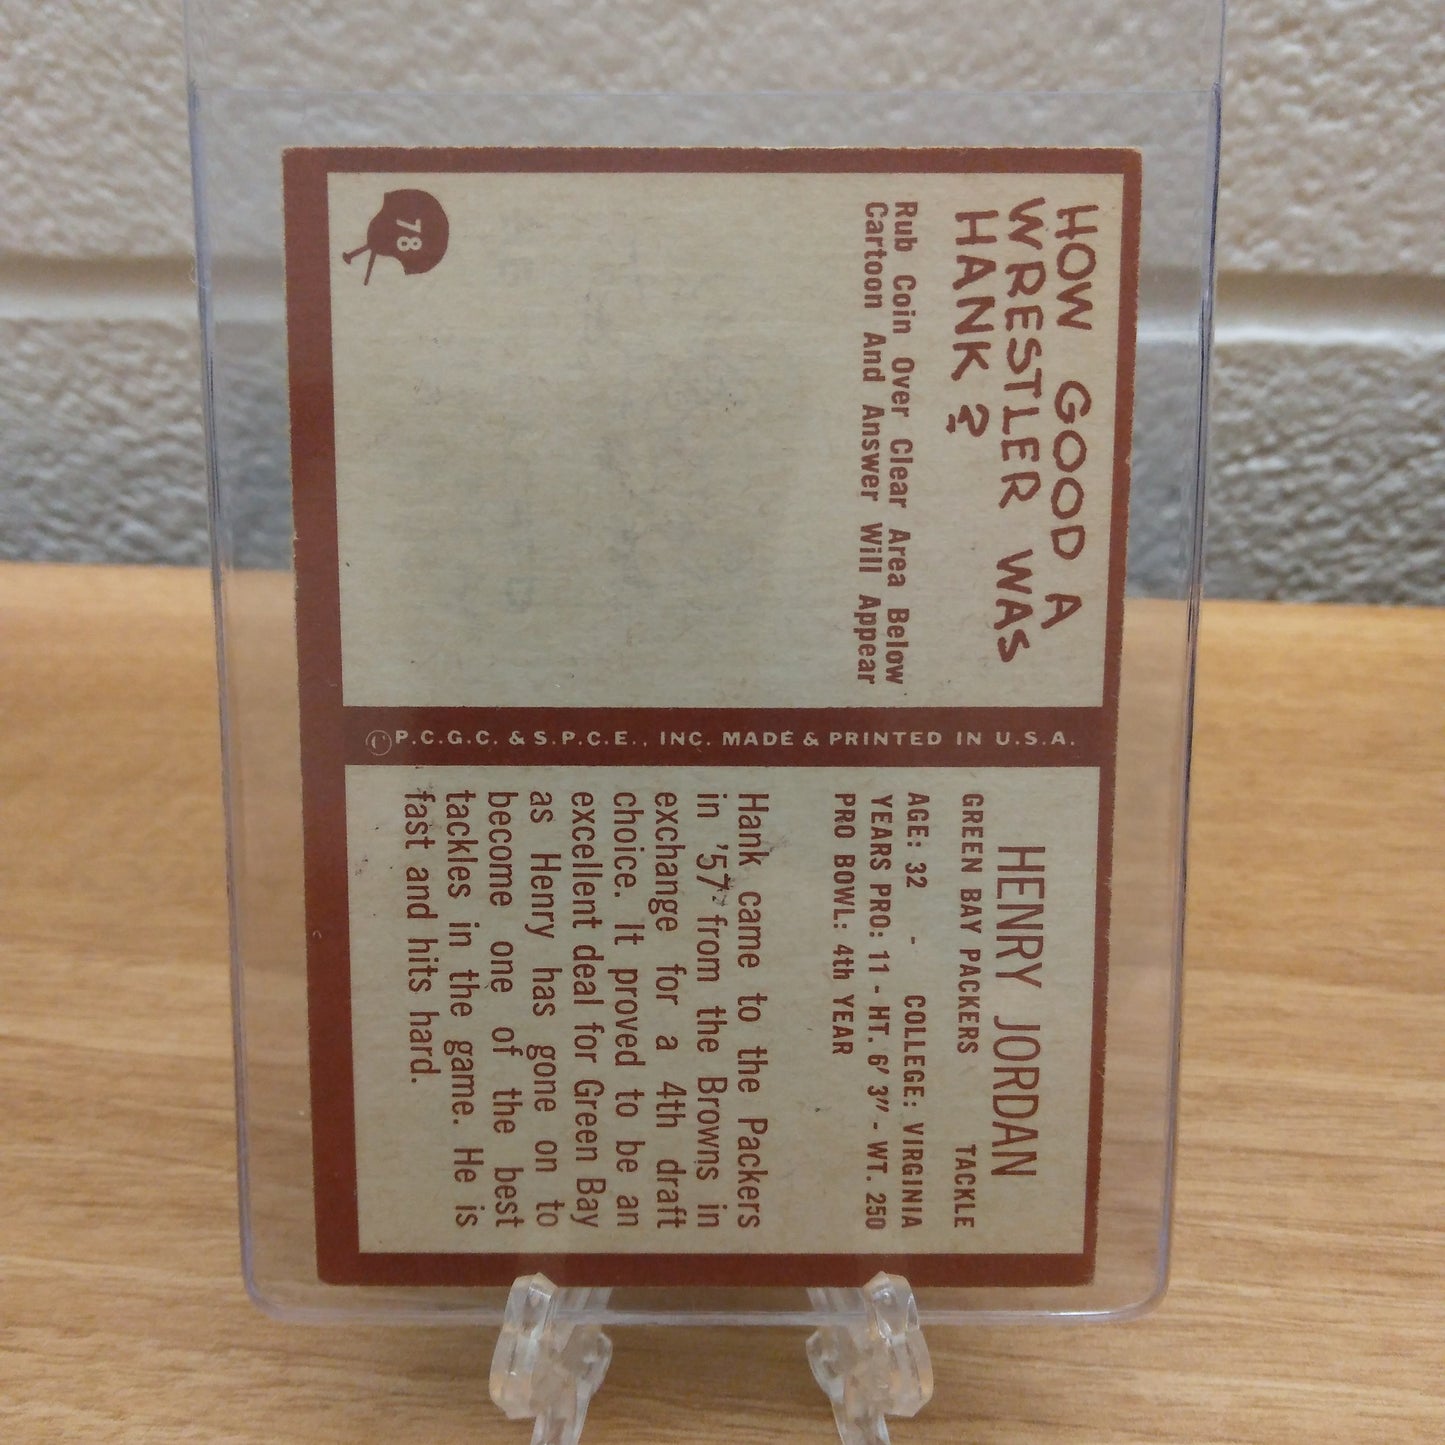 HOW GOOD A
WRESTLER WAS
HANK?
Rub Coin Over Clear Area Below
Cartoon And Answer Will Appear
78
©P.C.G.C. & S.P.C.E., INC. MADE & PRINTED IN U.S.A.
HENRY JORDAN
GREEN BAY PACKERS TACKLE
AGE: 32 - COLLEGE: VIRGINIA
YEARS PRO: 11 - HT. 6' 3" - WT. 250
PRO BOWL: 4th YEAR
Hank came to the Packers
in '57 from the Browns in
exchange for a 4th draft
choice. It proved to be an
excellent deal for Green Bay
as Henry has gone on to
become one of the best
tackles in the game. He is
fast and hits hard.